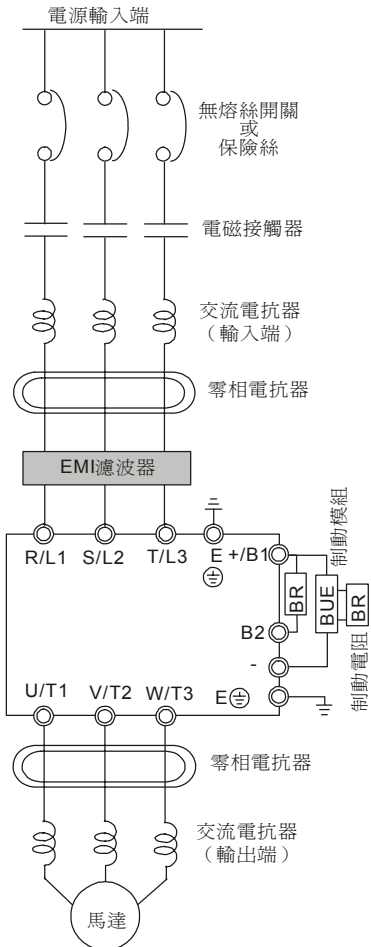 電源輸入端
無熔絲開關
或
保險絲
電磁接觸器
交流電抗器
（輸入端）
零相電抗器
EMI濾波器
R/L1 S/L2 T/L3 E +/B1
制動模組
BR
BUE
BR
制動電阻
B2
-
U/T1 V/T2 W/T3 E
零相電抗器
交流電抗器
（輸出端）
馬達